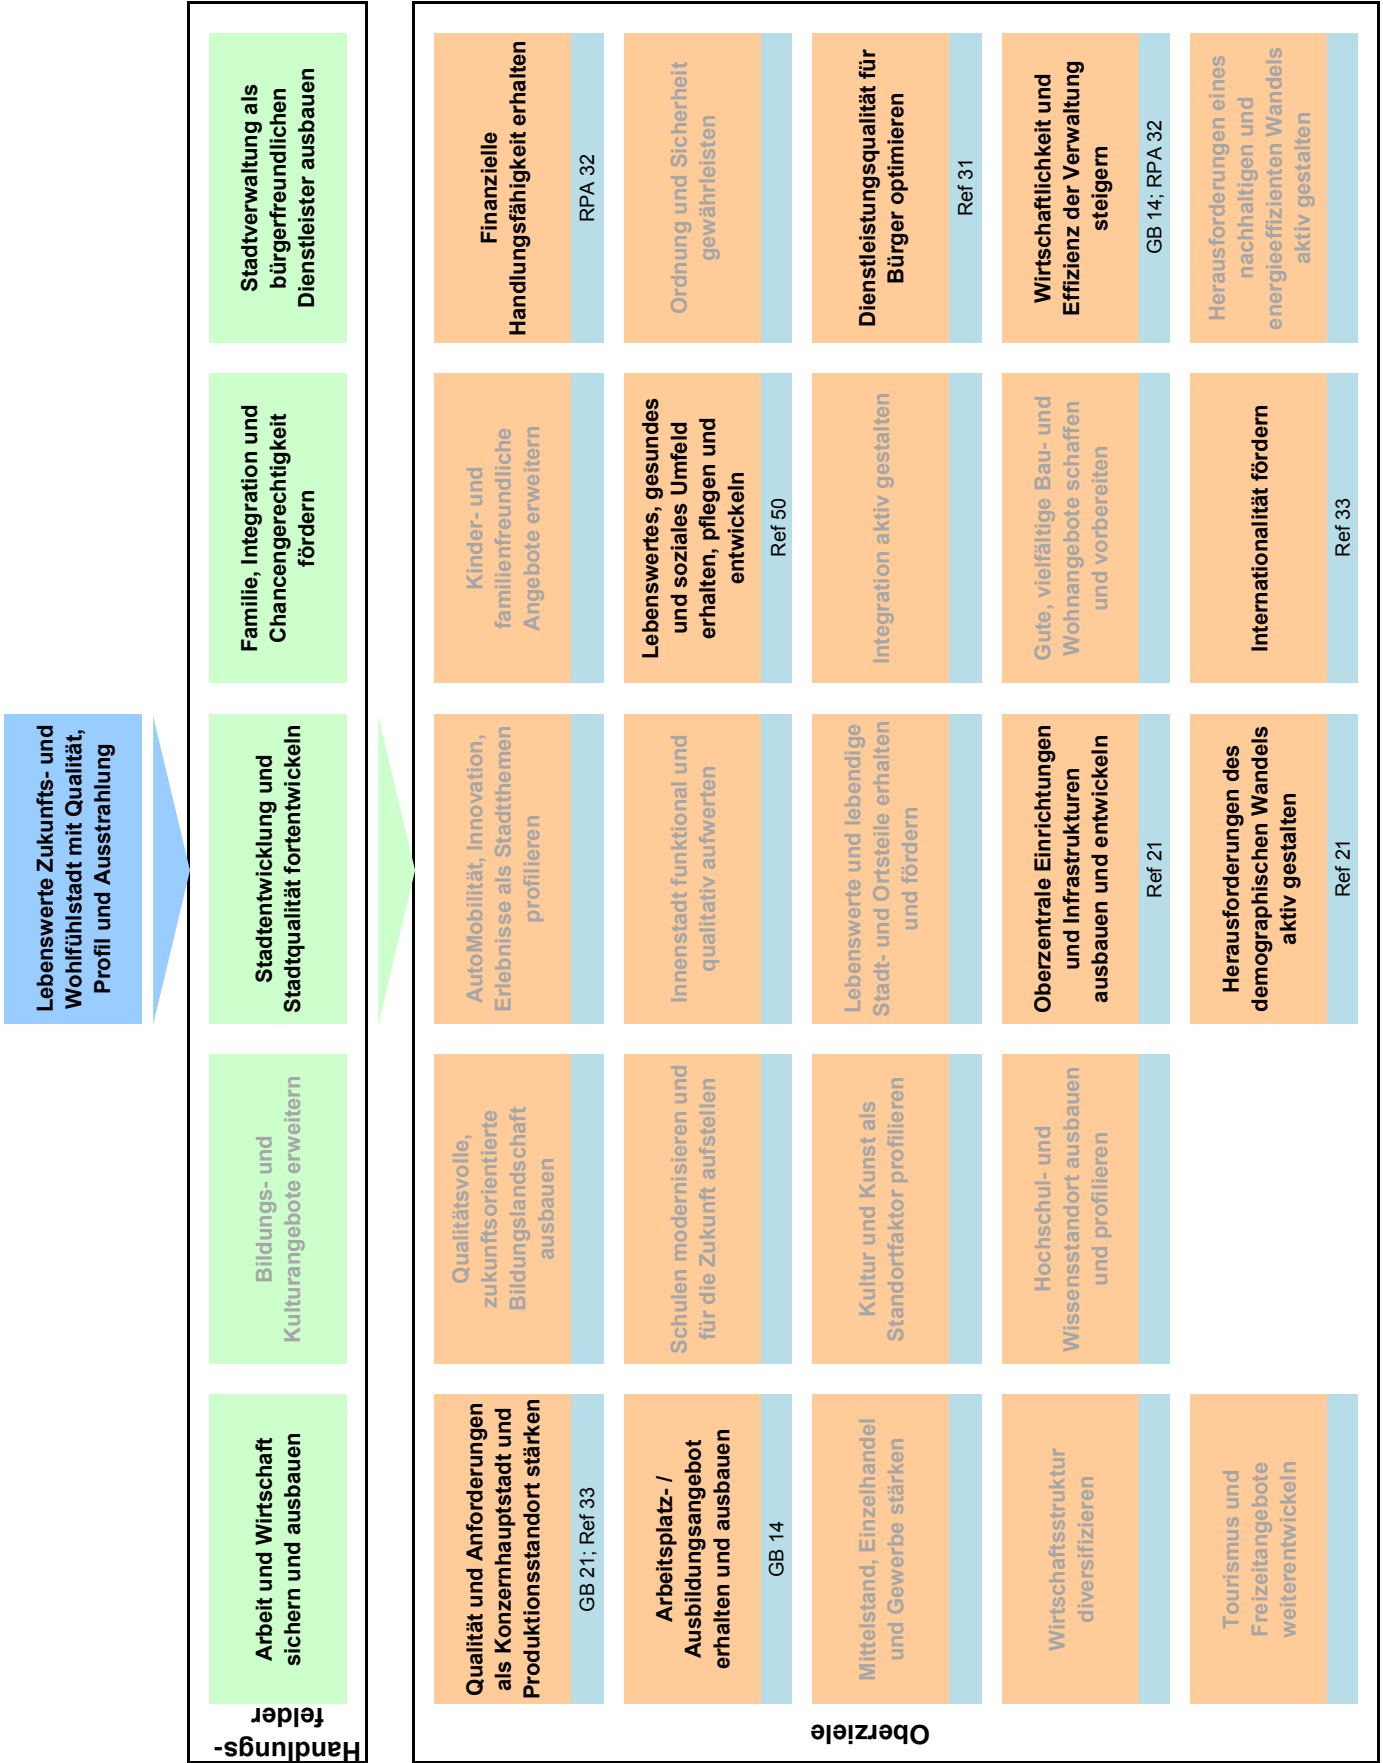 Lebenswerte Zukunfts- und
Wohlfühlstadt mit Qualität,
Profil und Ausstrahlung
Handlungs-
felder
Arbeit und Wirtschaft
sichern und ausbauen
Bildungs- und
Kulturangebote erweitern
Stadtentwicklung und
Stadtqualität fortentwickeln
Familie, Integration und
Chancengerechtigkeit
fördern
Stadtverwaltung als
bürgerfreundlichen
Dienstleister ausbauen
Oberziele
Qualität und Anforderungen
als Konzernhauptstadt und
Produktionsstandort stärken
GB 21; Ref 33
Qualitätsvolle,
zukunftsorientierte
Bildungslandschaft
ausbauen
AutoMobilität, Innovation,
Erlebnisse als Stadtthemen
profilieren
Kinder- und
familienfreundliche
Angebote erweitern
Finanzielle
Handlungsfähigkeit erhalten
RPA 32
Arbeitsplatz- /
Ausbildungsangebot
erhalten und ausbauen
GB 14
Schulen modernisieren und
für die Zukunft aufstellen
Innenstadt funktional und
qualitativ aufwerten
Lebenswertes, gesundes
und soziales Umfeld
erhalten, pflegen und
entwickeln
Ref 50
Ordnung und Sicherheit
gewährleisten
Mittelstand, Einzelhandel
und Gewerbe stärken
Kultur und Kunst als
Standortfaktor profilieren
Lebenswerte und lebendige
Stadt- und Ortsteile erhalten
und fördern
Integration aktiv gestalten
Dienstleistungsqualität für
Bürger optimieren
Ref 31
Wirtschaftsstruktur
diversifizieren
Hochschul- und
Wissensstandort ausbauen
und profilieren
Oberzentrale Einrichtungen
und Infrastrukturen
ausbauen und entwickeln
Ref 21
Gute, vielfältige Bau- und
Wohnangebote schaffen
und vorbereiten
Wirtschaftlichkeit und
Effizienz der Verwaltung
steigern
GB 14; RPA 32
Tourismus und
Freizeitangebote
weiterentwickeln
Herausforderungen des
demographischen Wandels
aktiv gestalten
Ref 21
Internationalität fördern
Ref 33
Herausforderungen eines
nachhaltigen und
energieeffizienten Wandels
aktiv gestalten